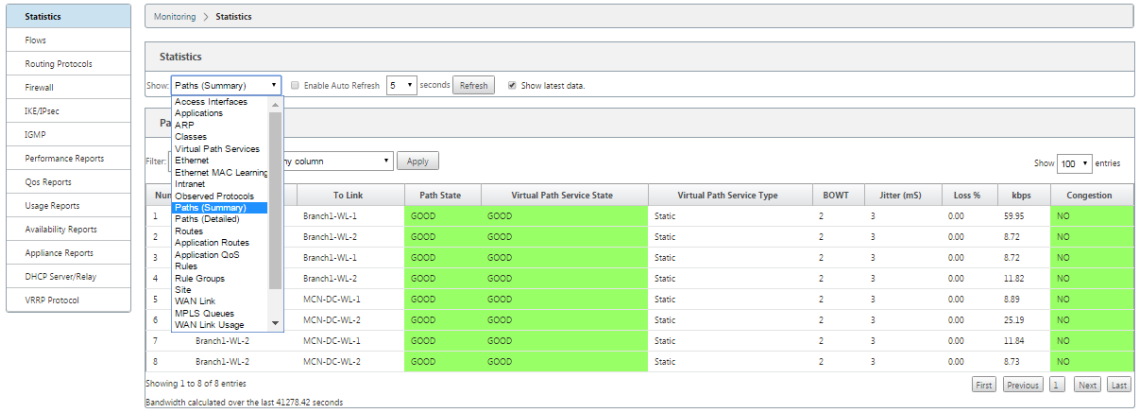 Statistics
Flows
Routing Protocols
Firewall
IKE/IPsec
IGMP
Performance Reports
Qos Reports
Usage Reports
Availability Reports
Appliance Reports
DHCP Server/Relay
VRRP Protocol
Monitoring > Statistics
Statistics
Show: Paths (Summary) Enable Auto Refresh 5 seconds Refresh Show latest data.
Access Interfaces
Applications
ARP
Classes
Virtual Path Services
Ethernet
Ethernet MAC Learning
Intranet
Observed Protocols
Paths (Summary)
Paths (Detailed)
Routes
Application Routes
Application QoS
Rules
Rule Groups
Site
WAN Link
MPLS Queues
WAN Link Usage
Pa
Filter: ny column Apply Show 100 entries
Num To Link Path State Virtual Path Service State Virtual Path Service Type BOWT Jitter (mS) Loss % kbps Congestion
1 Branch1-WL-1 GOOD GOOD Static 2 3 0.00 59.95 NO
2 Branch1-WL-2 GOOD GOOD Static 2 3 0.00 8.72 NO
3 Branch1-WL-1 GOOD GOOD Static 2 3 0.00 8.72 NO
4 Branch1-WL-2 GOOD GOOD Static 2 3 0.00 11.82 NO
5 MCN-DC-WL-1 GOOD GOOD Static 2 3 0.00 8.89 NO
6 MCN-DC-WL-2 GOOD GOOD Static 2 3 0.00 25.19 NO
7 Branch1-WL-2 MCN-DC-WL-1 GOOD GOOD Static 2 3 0.00 11.84 NO
8 Branch1-WL-2 MCN-DC-WL-2 GOOD GOOD Static 2 3 0.00 8.73 NO
Showing 1 to 8 of 8 entries First Previous 1 Next Last
Bandwidth calculated over the last 41278.42 seconds